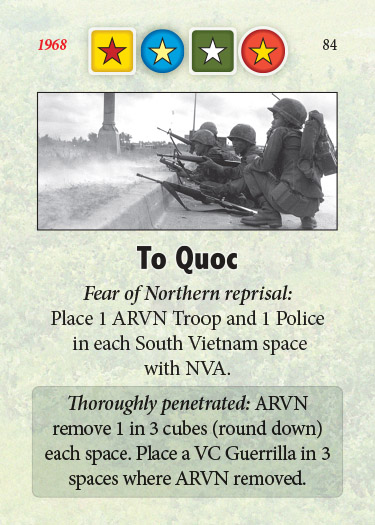 1968
84
To Quoc
Fear of Northern reprisal:
Place 1 ARVN Troop and 1 Police
in each South Vietnam space
with NVA.
Thoroughly penetrated: ARVN
remove 1 in 3 cubes (round down)
each space. Place a VC Guerrilla in 3
spaces where ARVN removed.